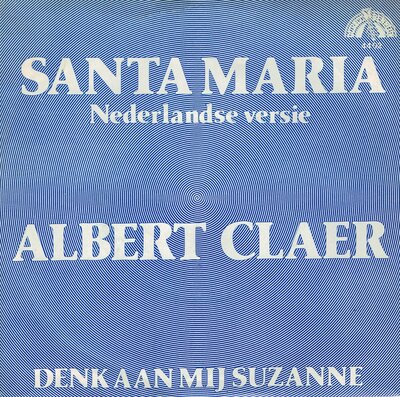 SANTA MARIA
Nederlandse versie
ALBERT CLAER
DENK AAN MIJ SUZANNE